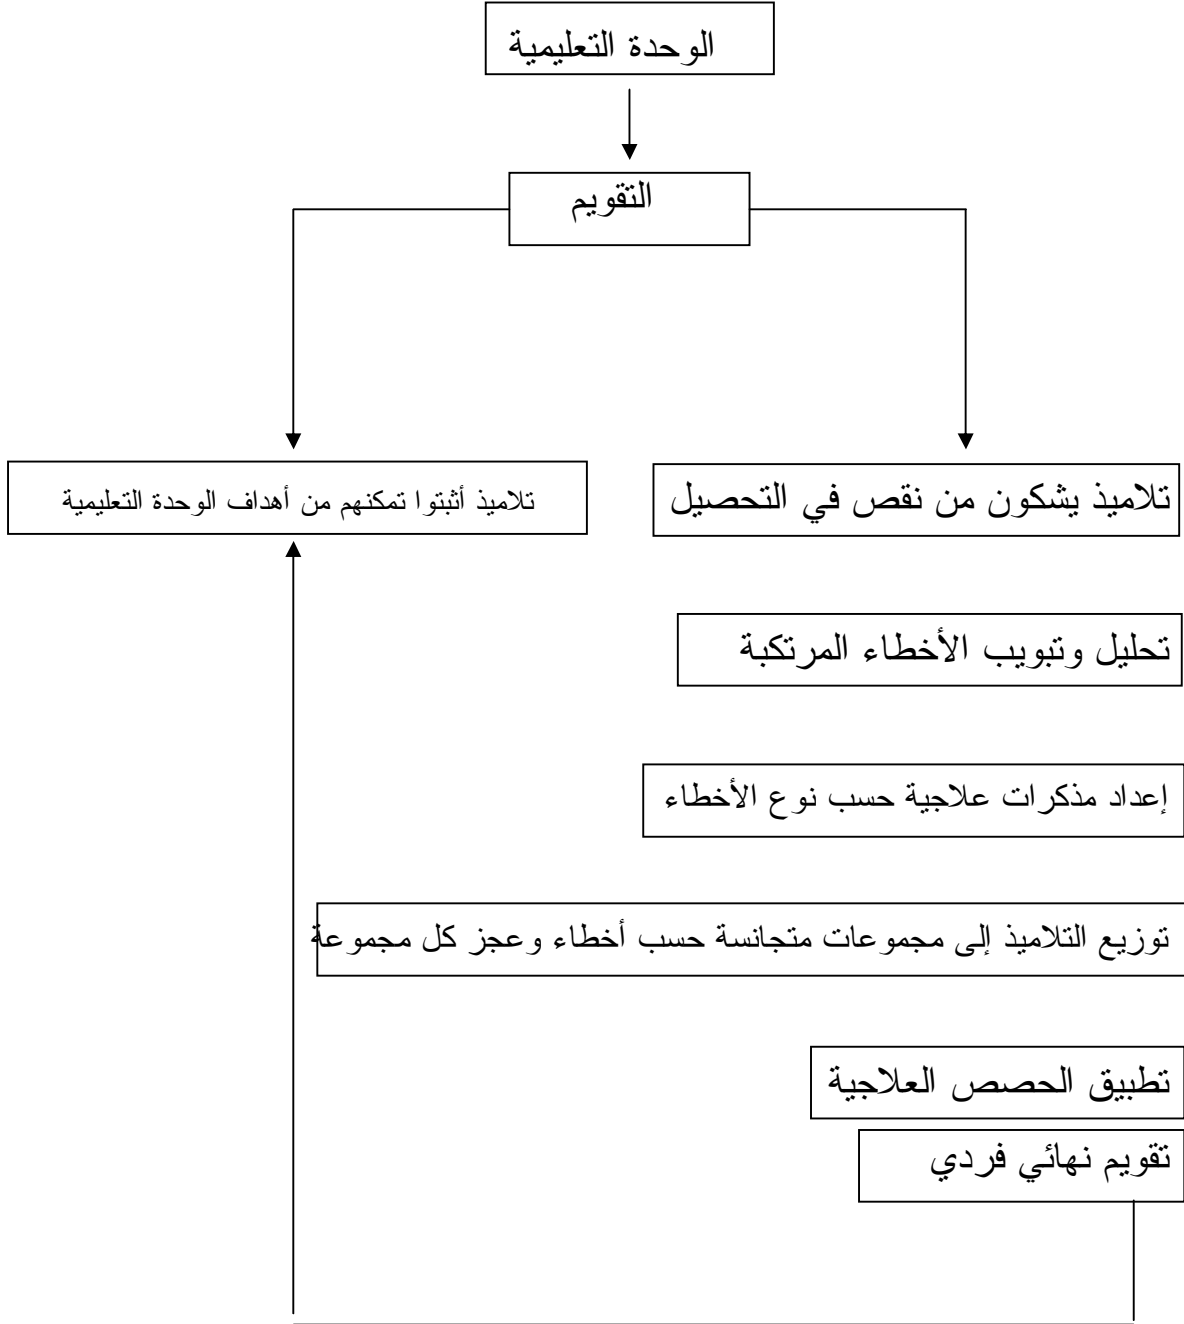 الوحدة التعليمية
التقويم
تلاميذ يشكون من نقص في التحصيل
تلاميذ أثبتوا تمكنهم من أهداف الوحدة التعليمية
تحليل وتبويب الأخطاء المرتكبة
إعداد مذكرات علاجية حسب نوع الأخطاء
توزيع التلاميذ إلى مجموعات متجانسة حسب أخطاء وعجز كل مجموعة
تطبيق الحصص العلاجية
تقويم نهائي فردي